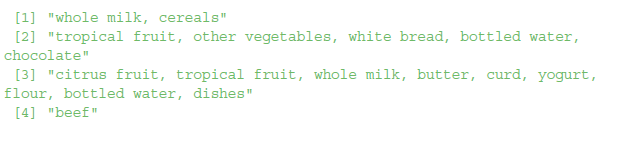 [1] "whole milk, cereals"
[2] "tropical fruit, other vegetables, white bread, bottled water,
chocolate"
[3] "citrus fruit, tropical fruit, whole milk, butter, curd, yogurt,
flour, bottled water, dishes"
[4] "beef"